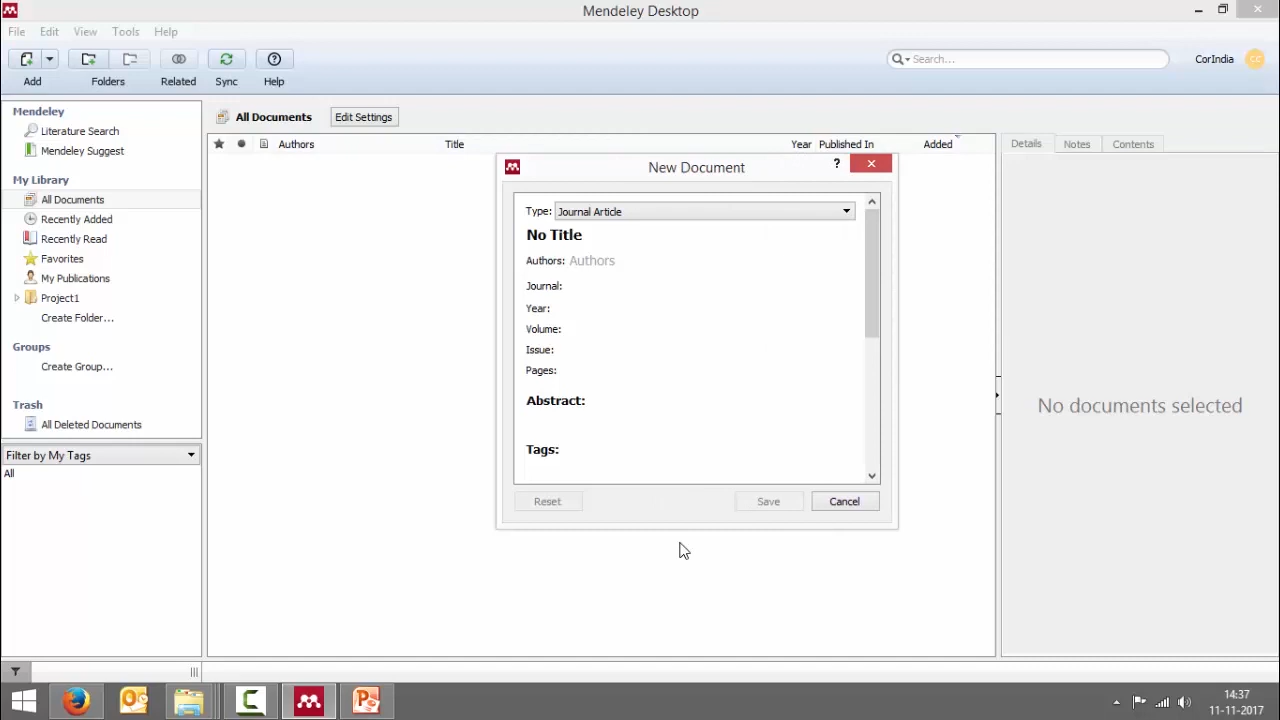 Mendeley Desktop
File Edit View Tools Help
Search...
CorIndia
CC
Add
Folders
Related
Sync
Help
Mendeley
Literature Search
Mendeley Suggest
My Library
All Documents
Recently Added
Recently Read
Favorites
My Publications
Project1
Create Folder...
Groups
Create Group...
Trash
All Deleted Documents
Filter by My Tags
All
All Documents
Edit Settings
Authors Title Year Published In Added
New Document
?
Type: Journal Article
No Title
Authors: Authors
Journal:
Year:
Volume:
Issue:
Pages:
Abstract:
Tags:
Reset Save Cancel
Details Notes Contents
No documents selected
14:37
11-11-2017